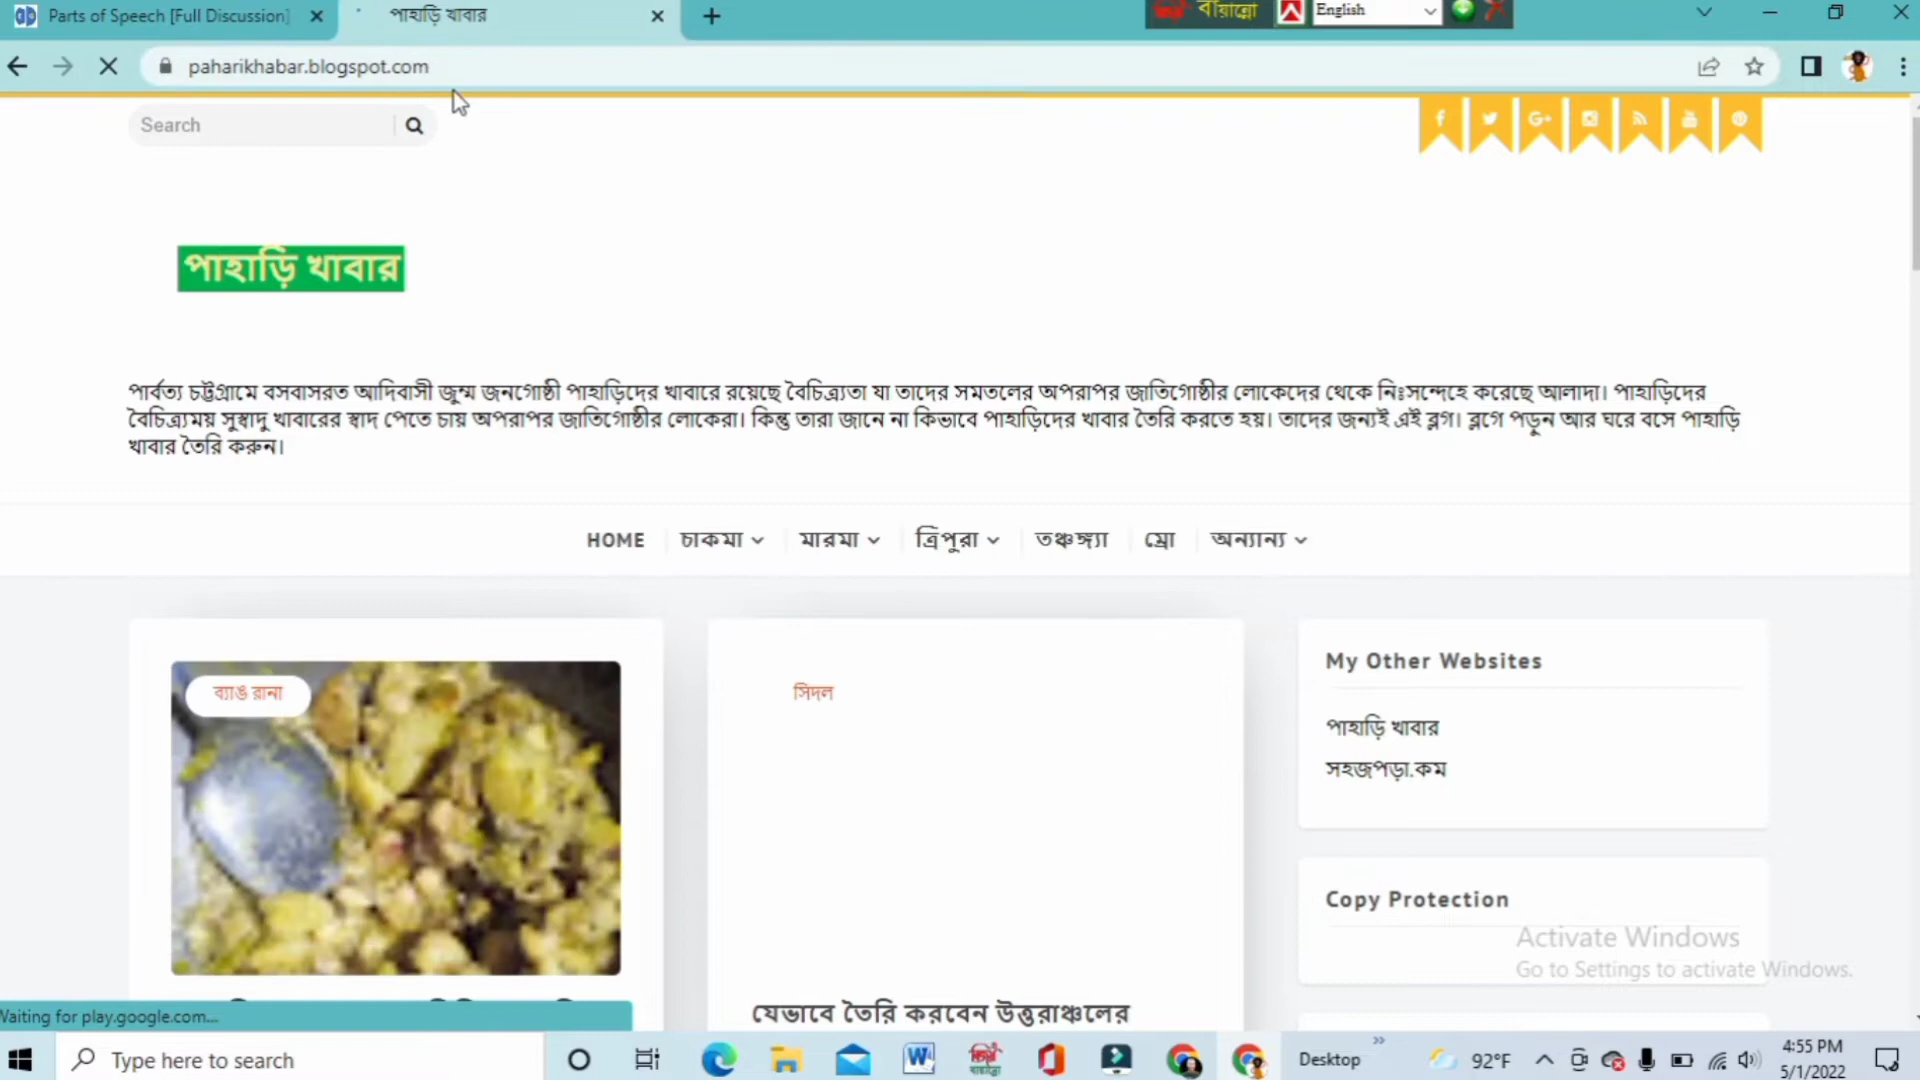 Parts of Speech [Full Discussion]
পাহাড়ি খাবার
বায়ান্নো
English
paharikhabar.blogspot.com
Search
পাহাড়ি খাবার
পার্বত্য চট্টগ্রামে বসবাসরত আদিবাসী জুম্ম জনগোষ্ঠী পাহাড়িদের খাবারে রয়েছে বৈচিত্র্যতা যা তাদের সমতলের অপরাপর জাতিগোষ্ঠীর লোকেদের থেকে নিঃসন্দেহে করেছে আলাদা। পাহাড়িদের
বৈচিত্র্যময় সুস্বাদু খাবারের স্বাদ পেতে চায় অপরাপর জাতিগোষ্ঠীর লোকেরা। কিন্তু তারা জানে না কিভাবে পাহাড়িদের খাবার তৈরি করতে হয়। তাদের জন্যই এই ব্লগ। ব্লগে পড়ুন আর ঘরে বসে পাহাড়ি
খাবার তৈরি করুন।
HOME চাকমা মারমা ত্রিপুরা তঞ্চঙ্গ্যা ম্রো অন্যান্য
ব্যাঙ রানা
সিদল
My Other Websites
পাহাড়ি খাবার
সহজপড়া.কম
Copy Protection
Activate Windows
Go to Settings to activate Windows.
যেভাবে তৈরি করবেন উত্তরাঞ্চলের
Waiting for play.google.com...
Type here to search
Desktop
92°F
4:55 PM
5/1/2022